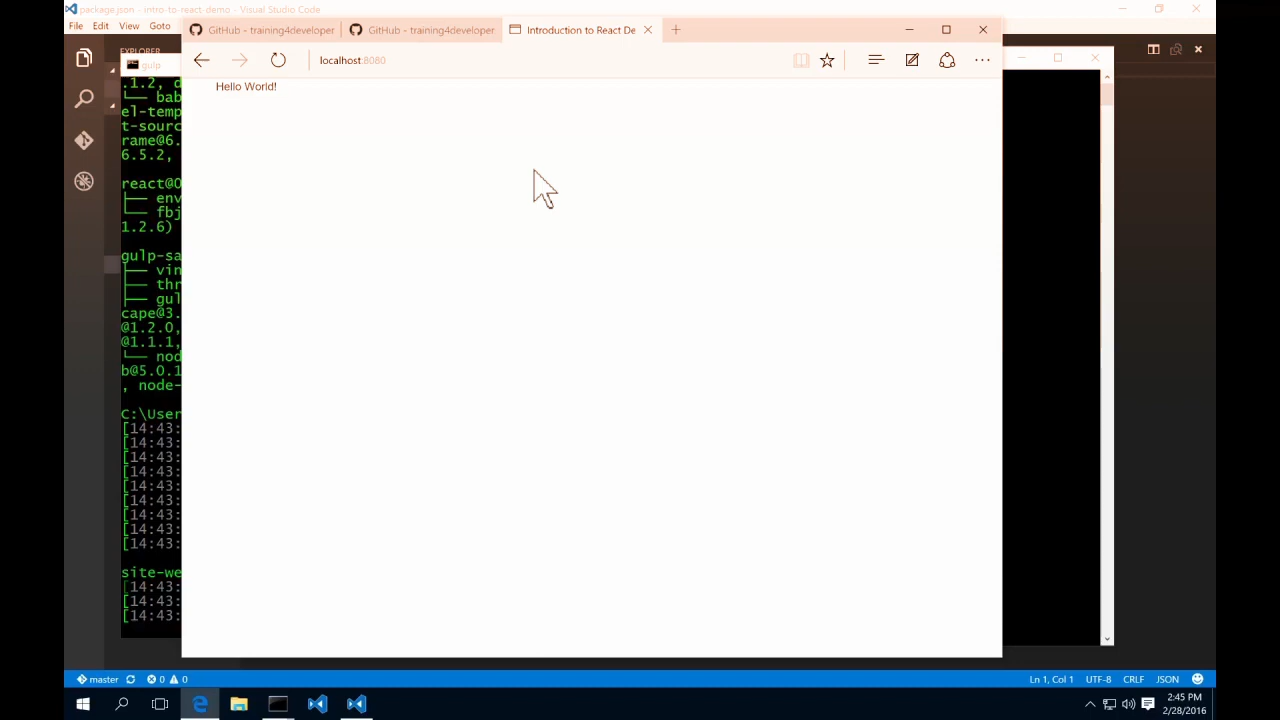 package.json - intro-to-react-demo - Visual Studio Code
File Edit View Goto
EXPLORER
gulp
GitHub - training4developer
GitHub - training4developer
Introduction to React De
localhost:8080
Hello World!
.1.2, d
└── bab
el-temp
t-sourc
rame@6.
6.5.2,
react@0
├── env
└── fbj
1.2.6)
gulp-sa
├── vin
├── thr
├── gul
cape@3.
@1.2.0,
@1.1.1,
└── nod
b@5.0.1
, node-
C:\User
[14:43:
[14:43:
[14:43:
[14:43:
[14:43:
[14:43:
[14:43:
[14:43:
[14:43:
site-we
[14:43:
[14:43:
[14:43:
master 0 0 Ln 1, Col 1 UTF-8 CRLF JSON
2:45 PM
2/28/2016